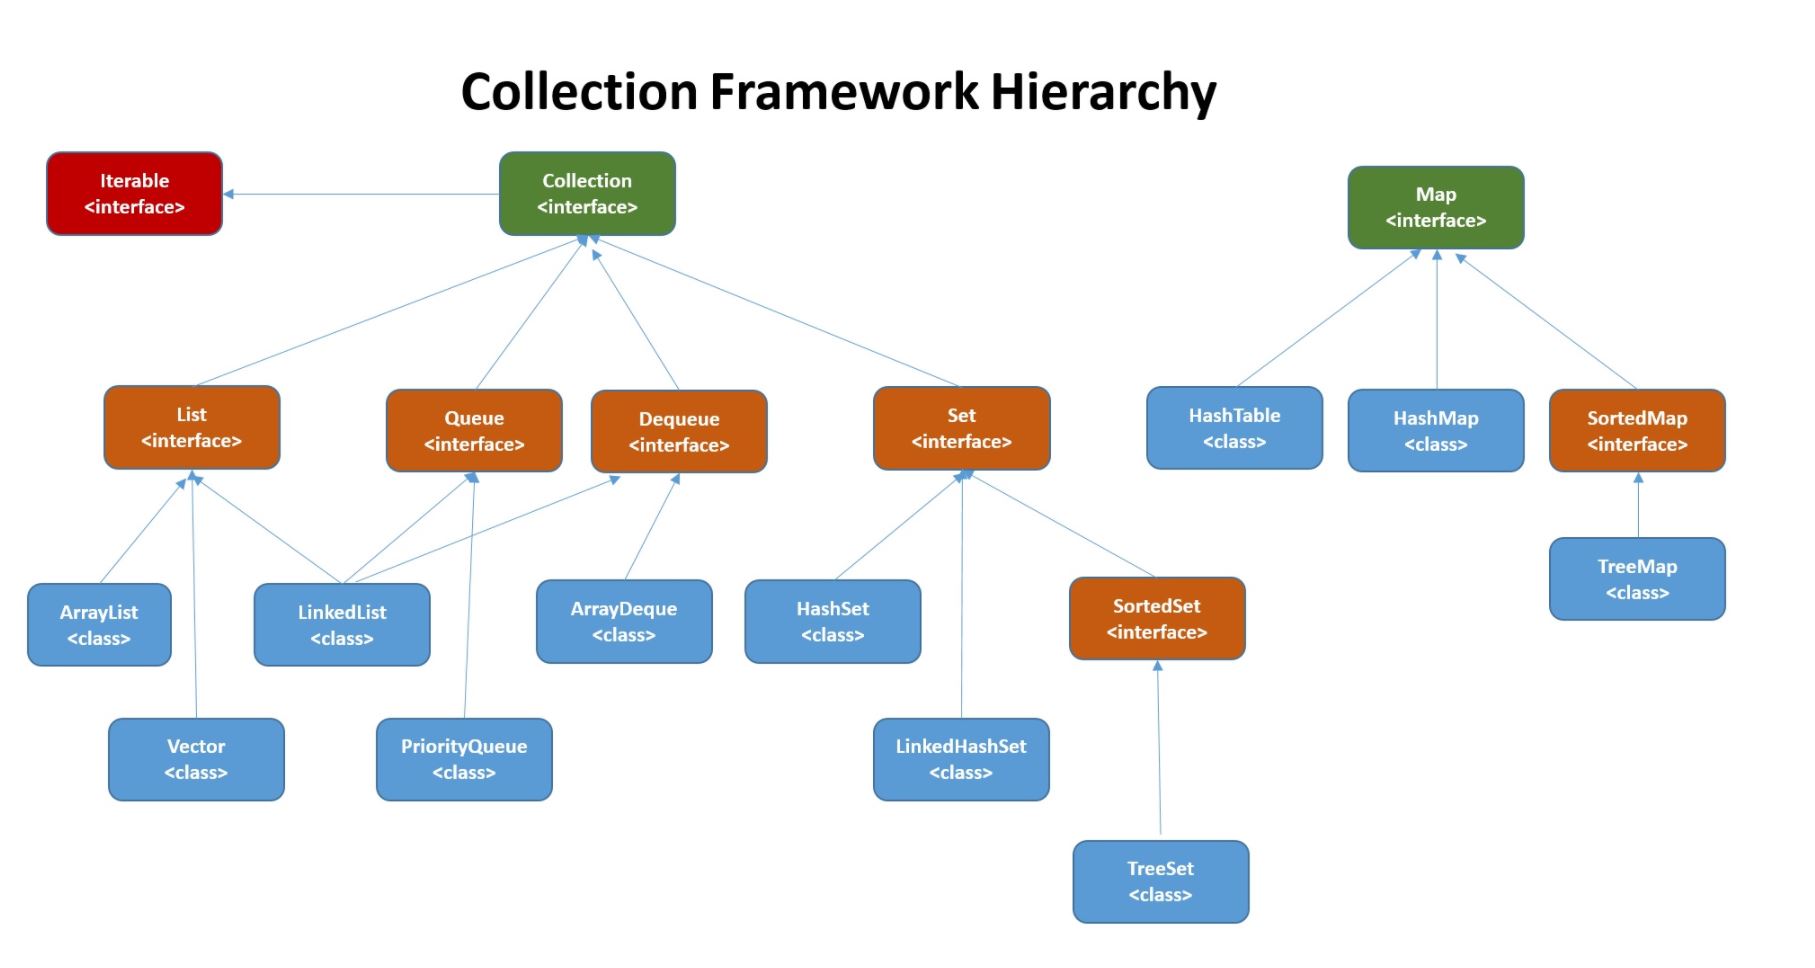 Collection Framework Hierarchy
Iterable
<interface>
Collection
<interface>
Map
<interface>
List
<interface>
Queue
<interface>
Dequeue
<interface>
Set
<interface>
HashTable
<class>
HashMap
<class>
SortedMap
<interface>
ArrayList
<class>
LinkedList
<class>
ArrayDeque
<class>
HashSet
<class>
SortedSet
<interface>
TreeMap
<class>
Vector
<class>
PriorityQueue
<class>
LinkedHashSet
<class>
TreeSet
<class>